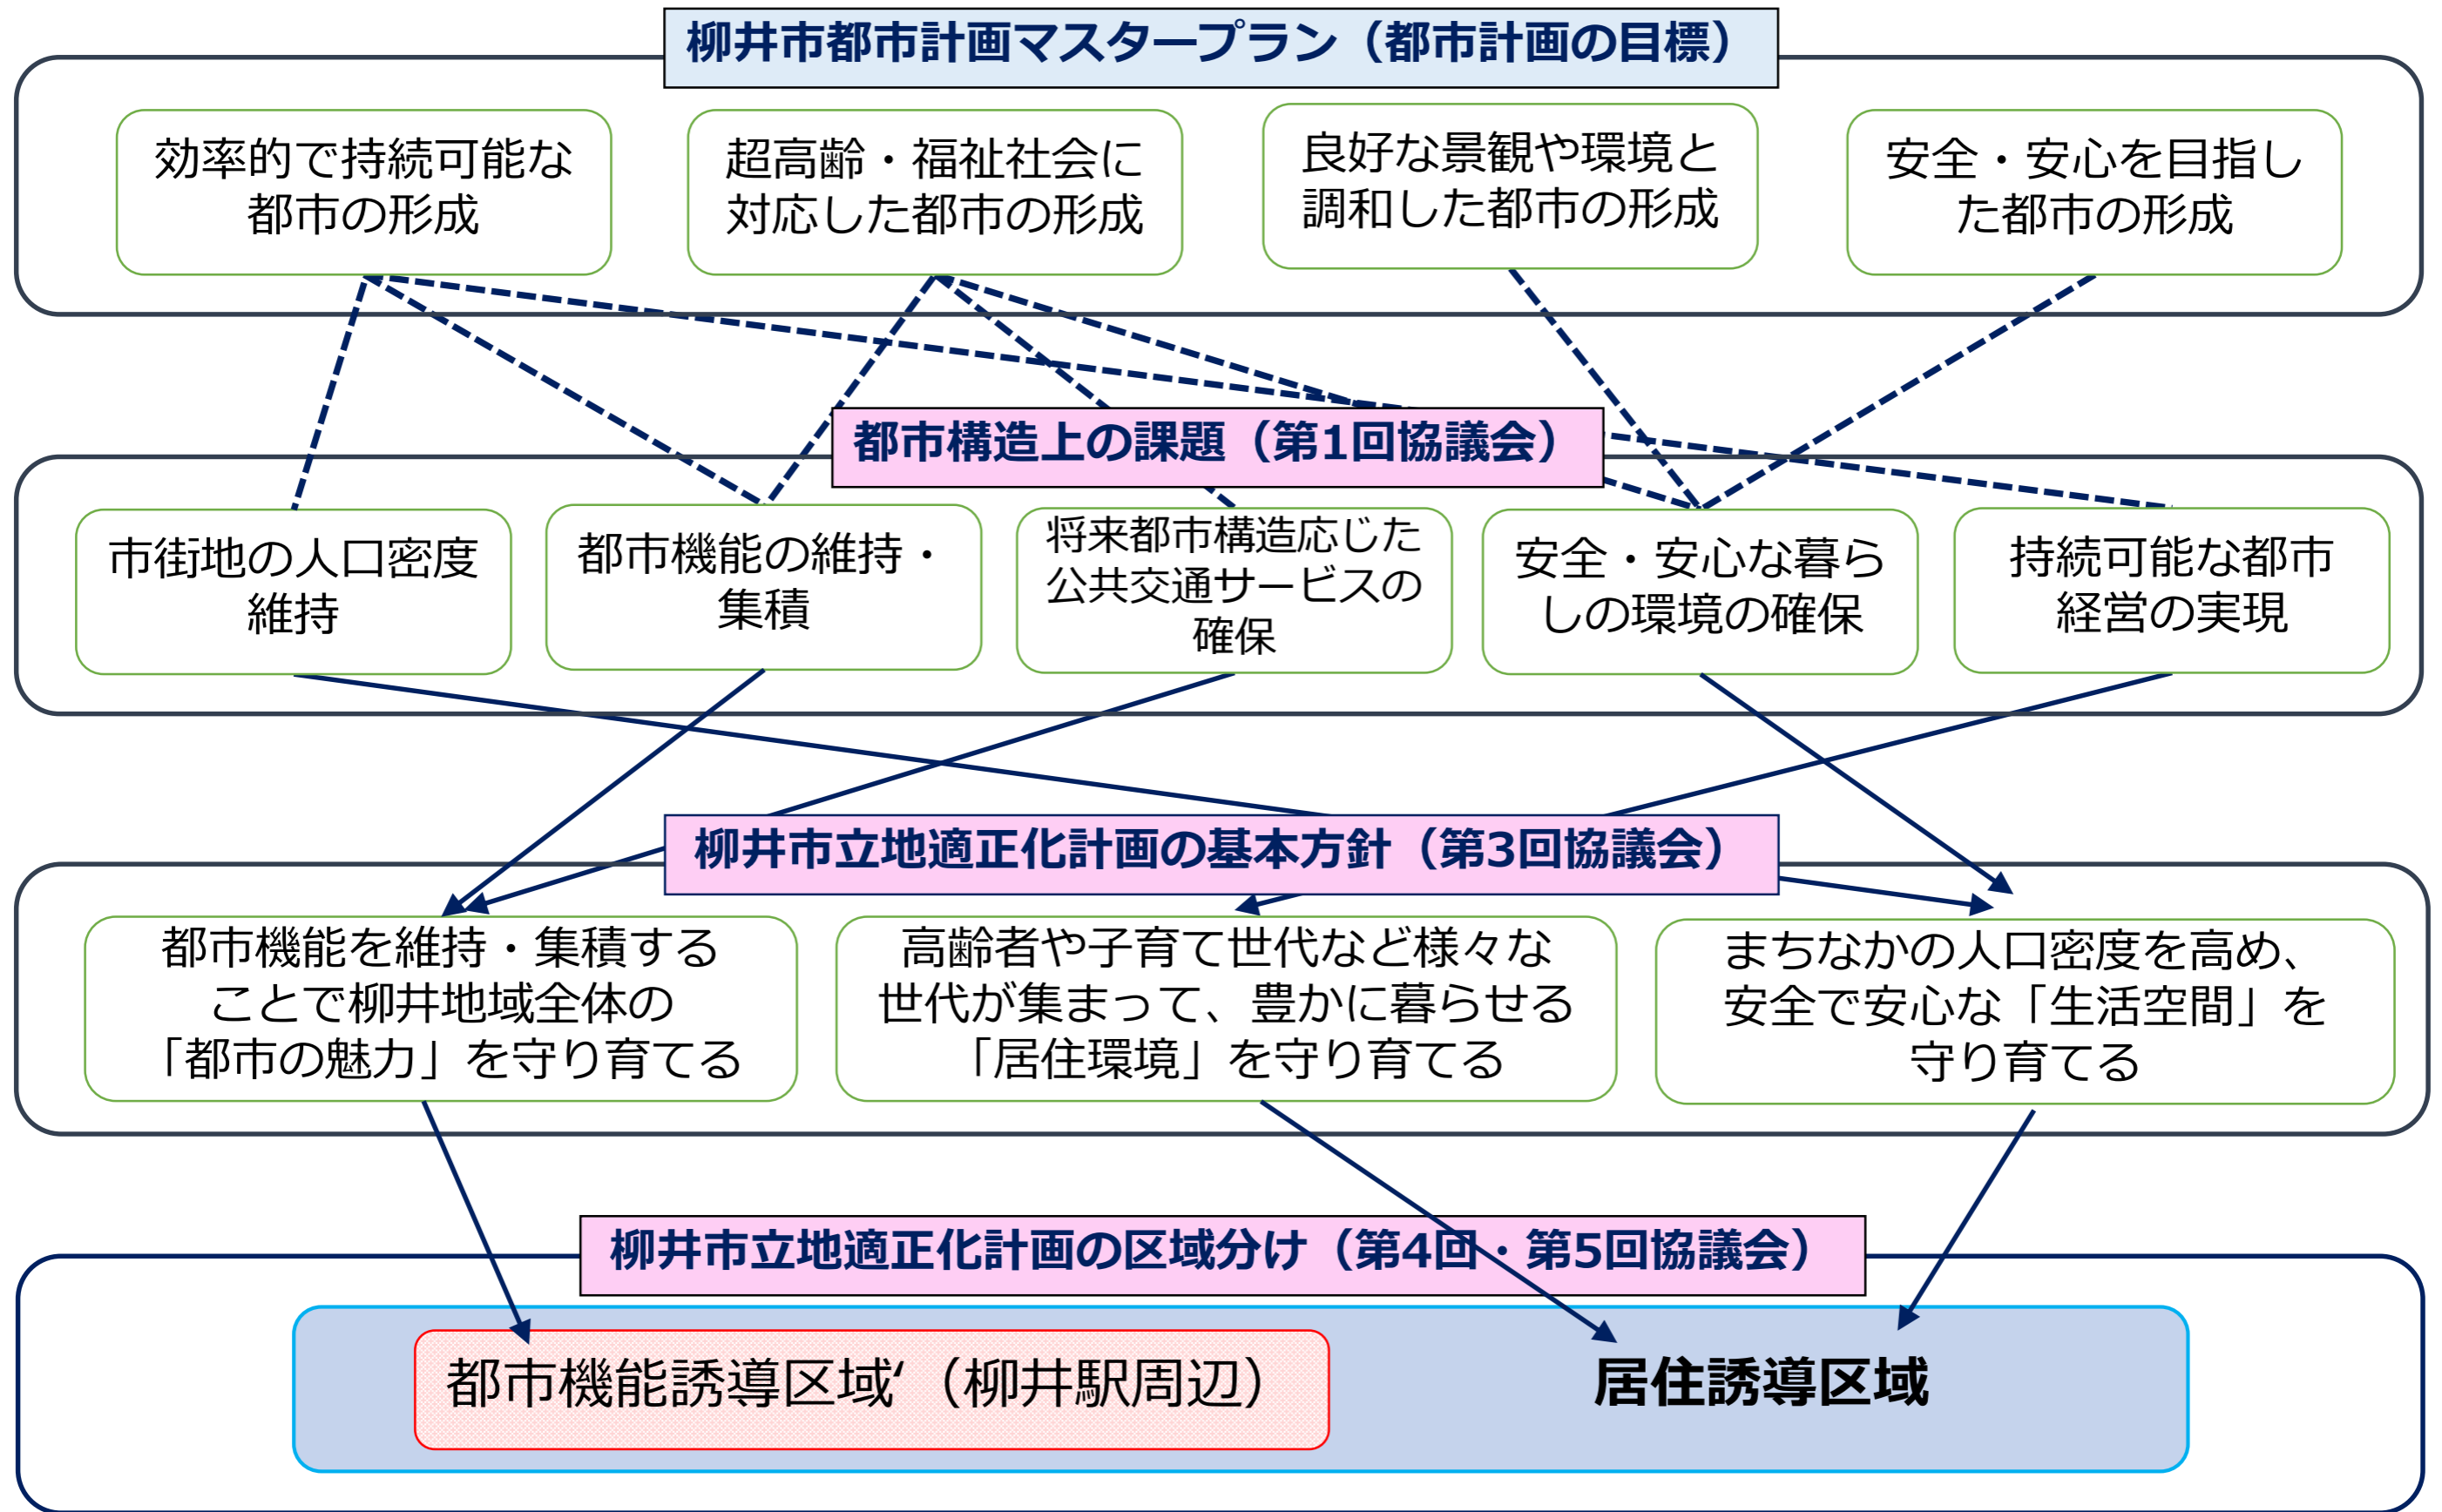 柳井市都市計画マスタープラン（都市計画の目標）
効率的で持続可能な
都市の形成
超高齢・福祉社会に
対応した都市の形成
良好な景観や環境と
調和した都市の形成
安全・安心を目指し
た都市の形成
都市構造上の課題（第1回協議会）
市街地の人口密度
維持
都市機能の維持・
集積
将来都市構造応じた
公共交通サービスの
確保
安全・安心な暮ら
しの環境の確保
持続可能な都市
経営の実現
柳井市立地適正化計画の基本方針（第3回協議会）
都市機能を維持・集積する
ことで柳井地域全体の
「都市の魅力」を守り育てる
高齢者や子育て世代など様々な
世代が集まって、豊かに暮らせる
「居住環境」を守り育てる
まちなかの人口密度を高め、
安全で安心な「生活空間」を
守り育てる
柳井市立地適正化計画の区域分け（第4回・第5回協議会）
都市機能誘導区域‘（柳井駅周辺）
居住誘導区域